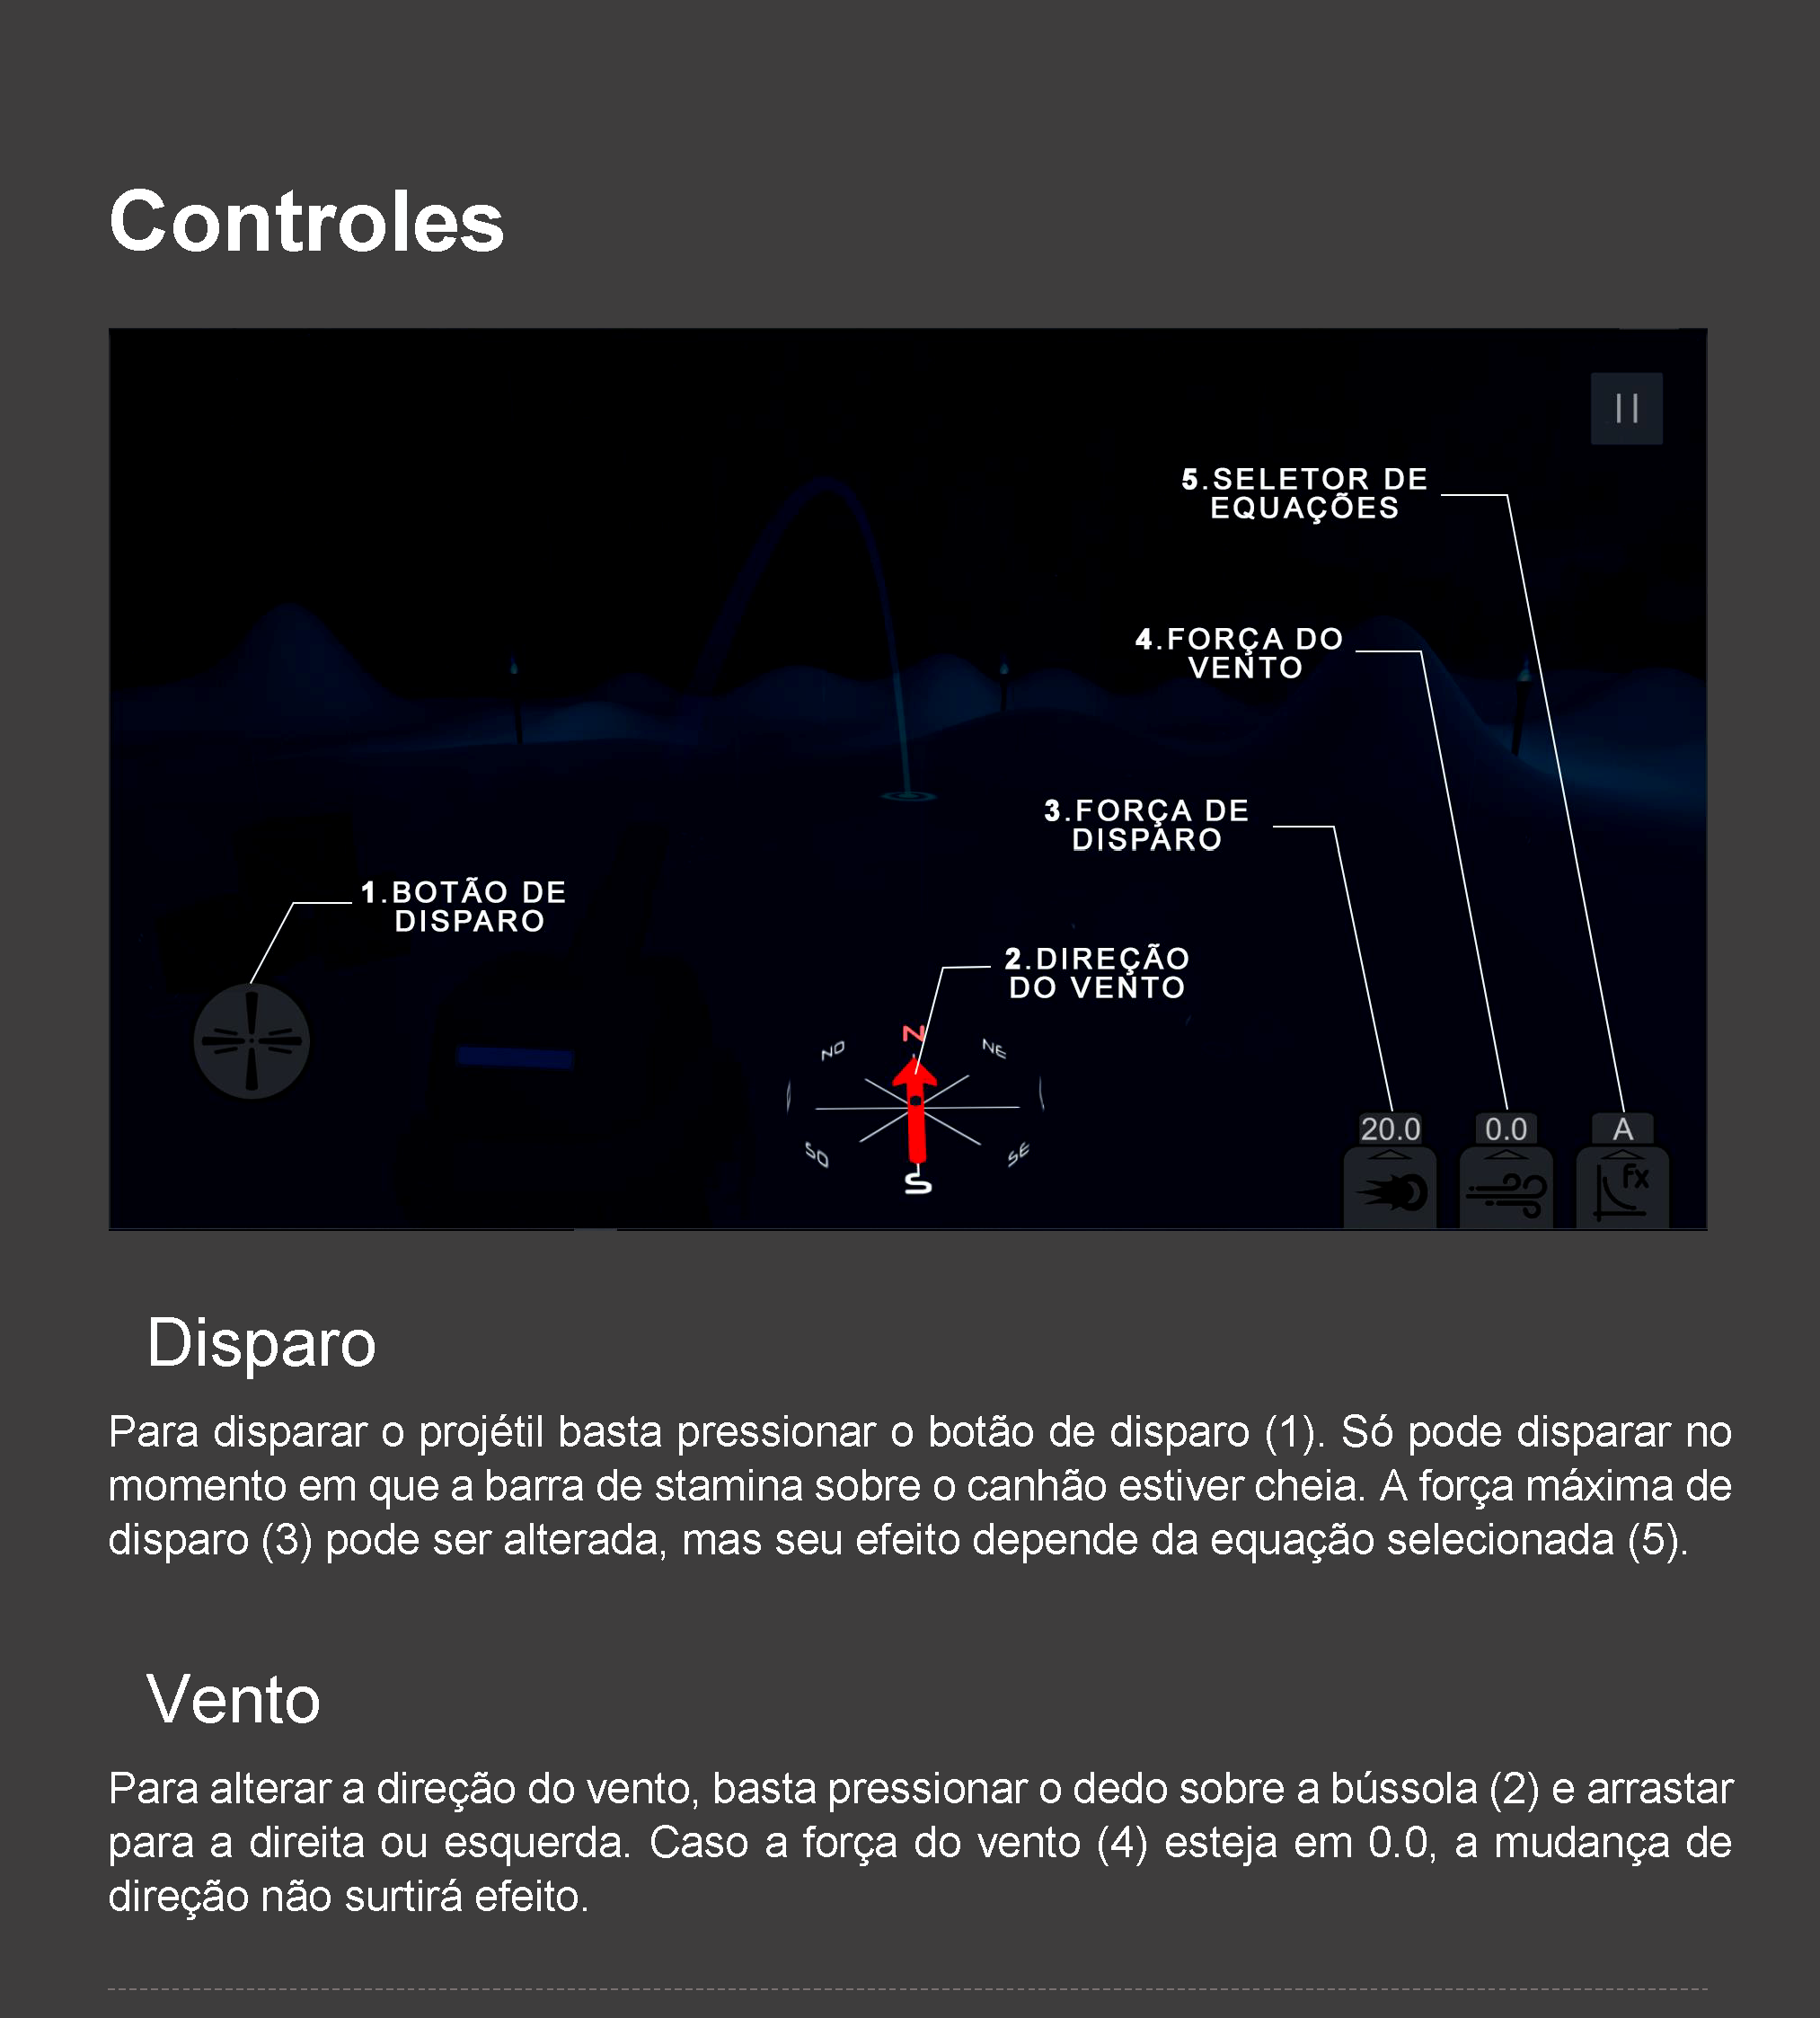 Controles
5.SELETOR DE
EQUAÇÕES
4.FORÇA DO
VENTO
3.FORÇA DE
DISPARO
1.BOTÃO DE
DISPARO
2.DIREÇÃO
DO VENTO
N
NO
NE
SO
SE
S
20.0
0.0
A
FX
Disparo
Para disparar o projétil basta pressionar o botão de disparo (1). Só pode disparar no
momento em que a barra de stamina sobre o canhão estiver cheia. A força máxima de
disparo (3) pode ser alterada, mas seu efeito depende da equação selecionada (5).
Vento
Para alterar a direção do vento, basta pressionar o dedo sobre a bússola (2) e arrastar
para a direita ou esquerda. Caso a força do vento (4) esteja em 0.0, a mudança de
direção não surtirá efeito.